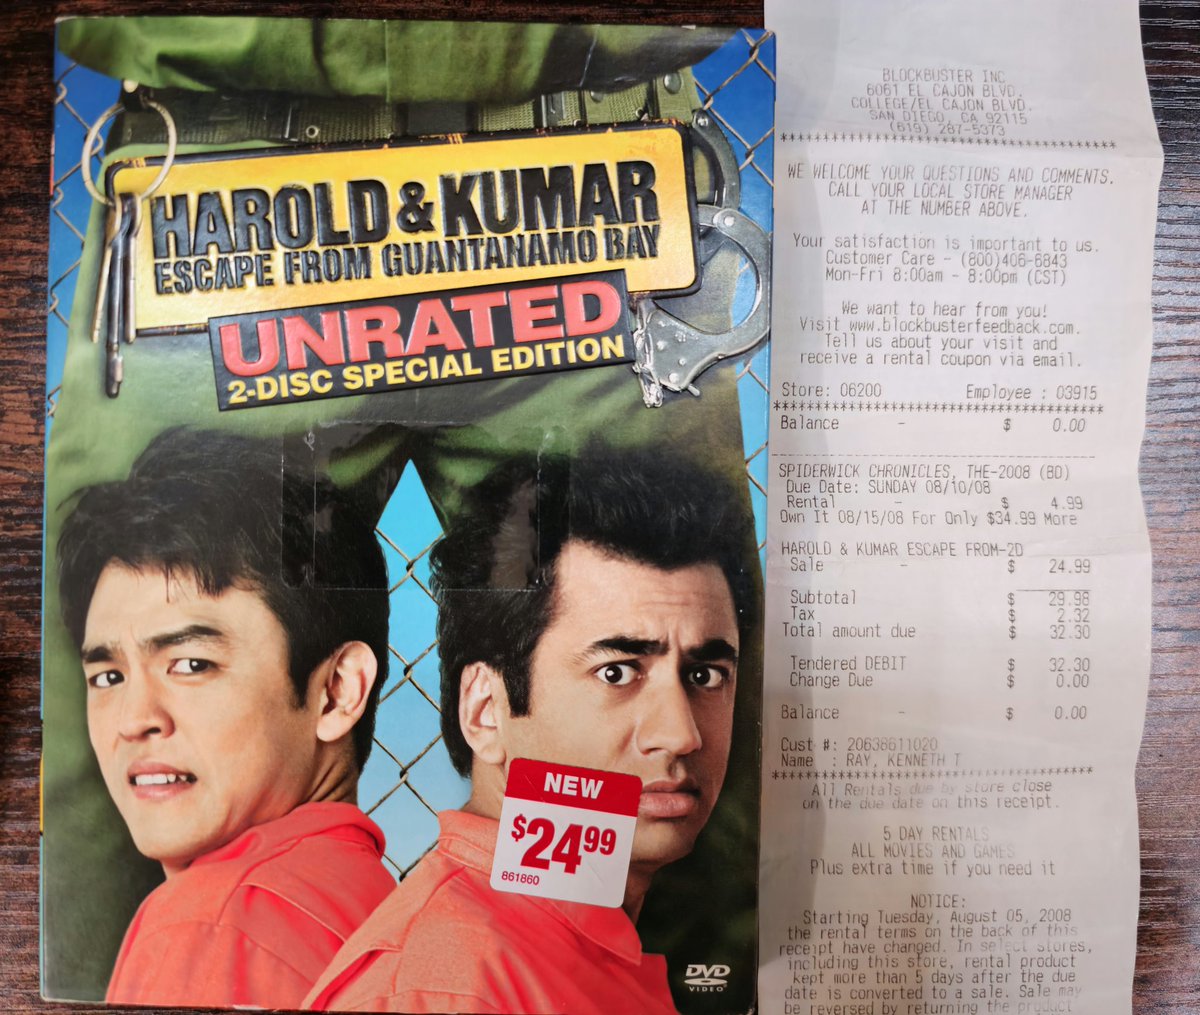 HAROLD & KUMAR
ESCAPE FROM GUANTANAMO BAY
UNRATED
2-DISC SPECIAL EDITION
NEW
$24.99
861860
DVD
VIDEO
BLOCKBUSTER INC
6061 EL CAJON BLVD.
COLLEGE/EL CAJON BLVD.
SAN DIEGO, CA 92115
(619) 287-5373
****************************************
WE WELCOME YOUR QUESTIONS AND COMMENTS,
CALL YOUR LOCAL STORE MANAGER
AT THE NUMBER ABOVE.
Your satisfaction is important to us.
Customer Care - (800)406-6843
Mon-Fri 8:00am - 8:00pm (CST)
We want to hear from you!
Visit www.blockbusterfeedback.com.
Tell us about your visit and
receive a rental coupon via email.
Store: 06200 Employee : 03915
****************************************
Balance - $ 0.00
----------------------------------------
SPIDERWICK CHRONICLES, THE-2008 (BD)
Due Date: SUNDAY 08/10/08
Rental - $ 4.99
Own It 08/15/08 For Only $34.99 More
HAROLD & KUMAR ESCAPE FROM-2D
Sale - $ 24.99
Subtotal $ 29.98
Tax $ 2.32
Total amount due $ 32.30
Tendered DEBIT $ 32.30
Change Due $ 0.00
Balance - $ 0.00
Cust #: 20638611020
Name : RAY, KENNETH T
****************************************
All Rentals due by store close
on the due date on this receipt.
5 DAY RENTALS
ALL MOVIES AND GAMES
Plus extra time if you need it
NOTICE:
Starting Tuesday, August 05, 2008
the rental terms on the back of this
receipt have changed. In select stores,
including this store, rental product
kept more than 5 days after the due
date is converted to a sale. Sale may
be reversed by returning the product